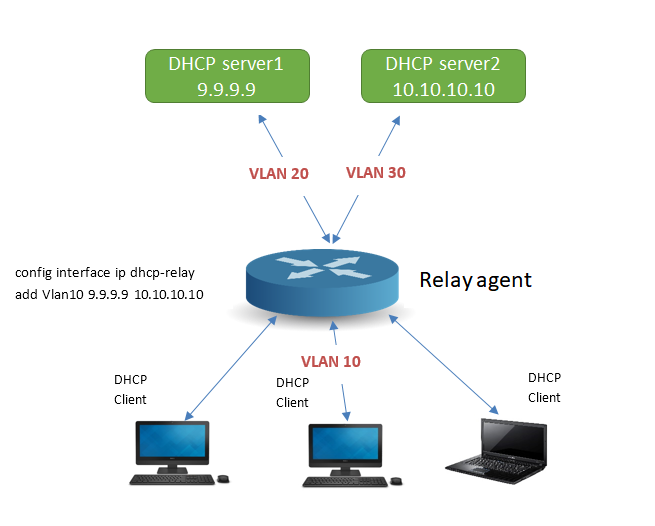 DHCP server1
9.9.9.9
DHCP server2
10.10.10.10
VLAN 20
VLAN 30
config interface ip dhcp-relay
add Vlan10 9.9.9.9 10.10.10.10
Relay agent
VLAN 10
DHCP
Client
DHCP
Client
DHCP
Client